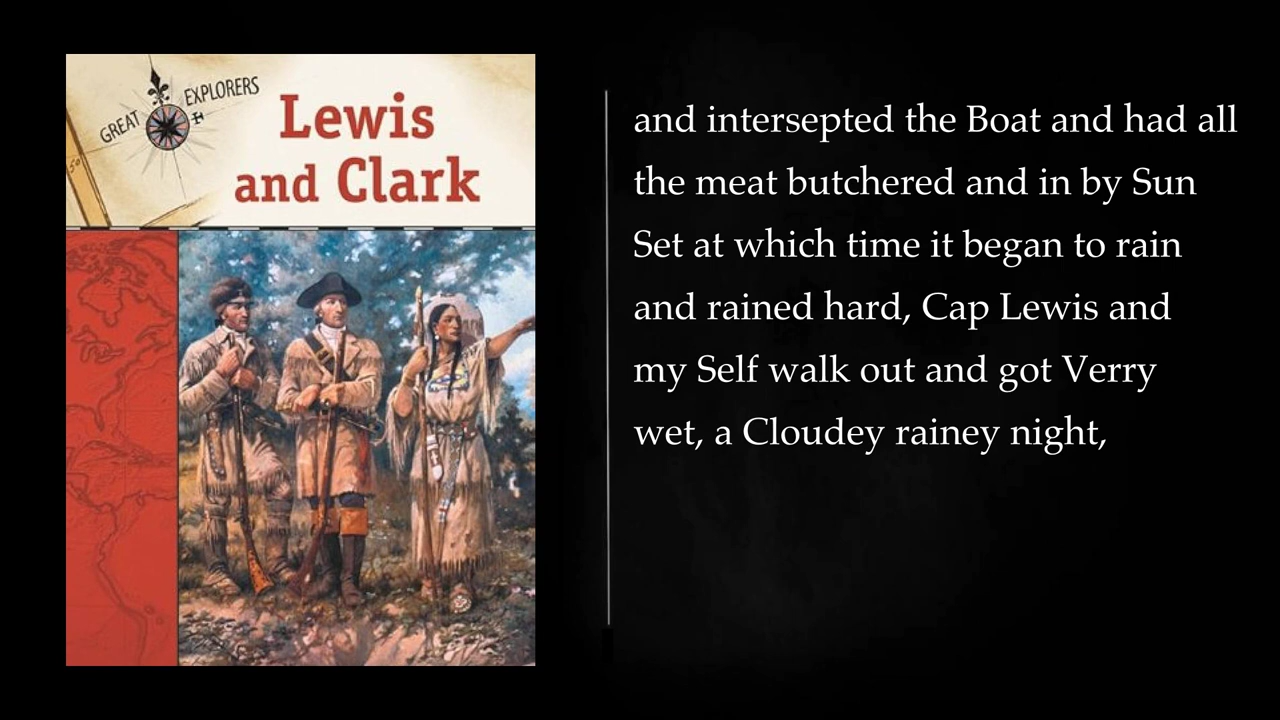 GREAT EXPLORERS
Lewis
and Clark
and intersepted the Boat and had all
the meat butchered and in by Sun
Set at which time it began to rain
and rained hard, Cap Lewis and
my Self walk out and got Verry
wet, a Cloudey rainey night,